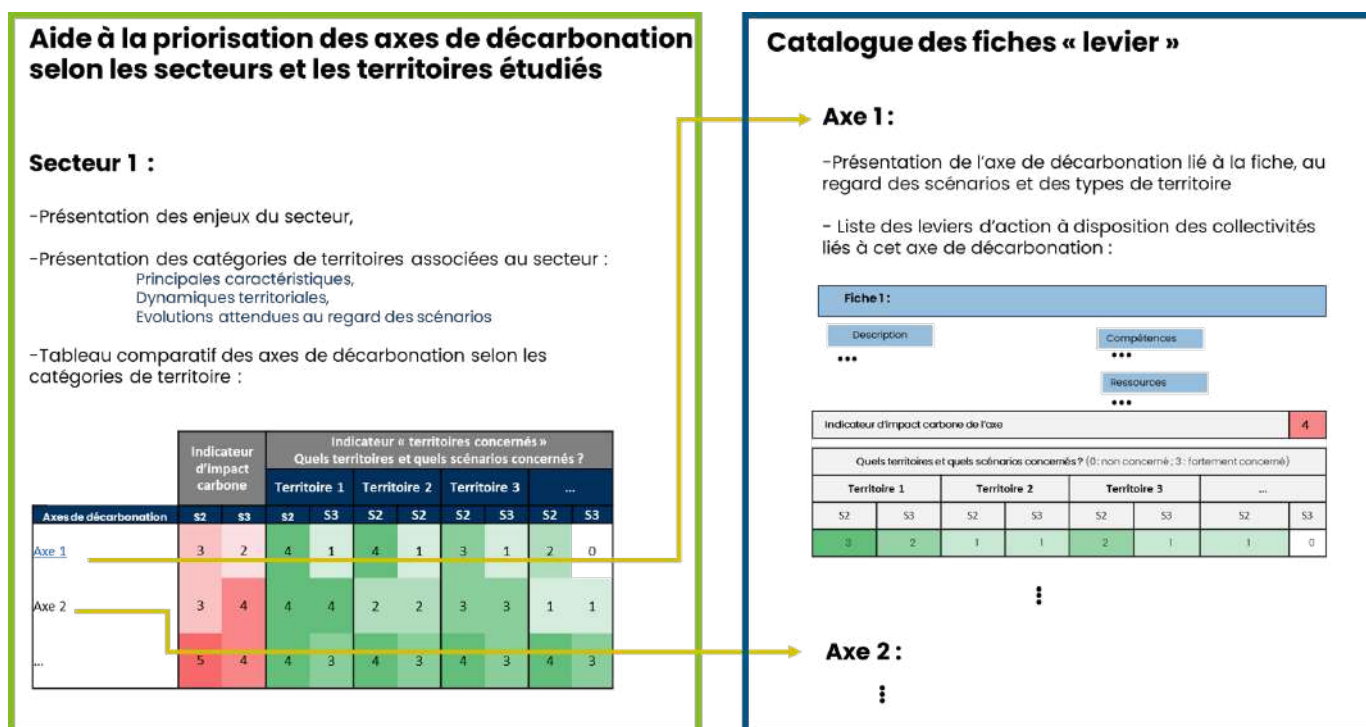 Aide à la priorisation des axes de décarbonation
selon les secteurs et les territoires étudiés
Secteur 1 :
-Présentation des enjeux du secteur,
-Présentation des catégories de territoires associées au secteur :
Principales caractéristiques,
Dynamiques territoriales,
Evolutions attendues au regard des scénarios
-Tableau comparatif des axes de décarbonation selon les
catégories de territoire :
Indicateur d'impact carbone
Indicateur « territoires concernés »
Quels territoires et quels scénarios concernés ?
Territoire 1 Territoire 2 Territoire 3 ...
Axes de décarbonation S2 S3 S2 S3 S2 S2 S2 S3 S2 S3
Axe 1 3 2 4 1 4 1 3 1 2 0
Axe 2 3 4 4 4 2 2 3 3 1 1
... 5 4 4 3 4 3 4 3 4 3
Catalogue des fiches « levier »
Axe 1 :
-Présentation de l'axe de décarbonation lié à la fiche, au
regard des scénarios et des types de territoire
- Liste des leviers d'action à disposition des collectivités
liés à cet axe de décarbonation :
Fiche 1 :
Description Compétences
... ...
Ressources
...
Indicateur d'impact carbone de l'axe 4
Quels territoires et quels scénarios concernés ? (0 : non concerné ; 3 : fortement concerné)
Territoire 1 Territoire 2 Territoire 3 ...
S2 S3 S2 S3 S2 S3 S2 S3
3 2 1 1 2 1 1 0
Axe 2 :